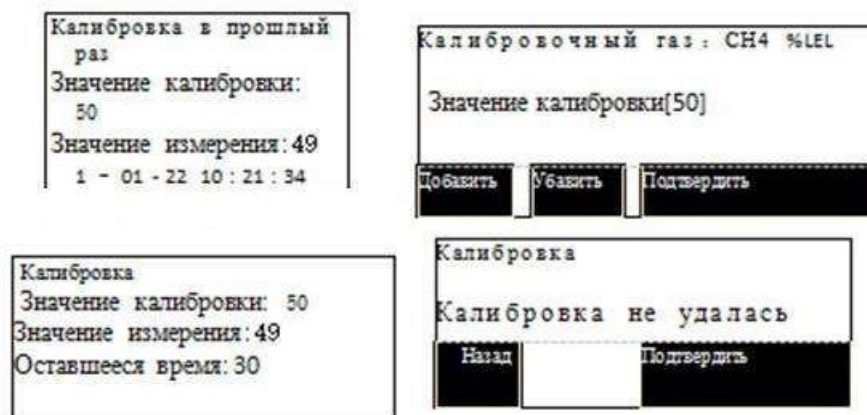 Калибровка в прошлый
раз
Значение калибровки:
50
Значение измерения:49
1 - 01 - 22 10 : 21 : 34
Калибровочный газ : CH4 %LEL
Значение калибровки[50]
Добавить Убавить Подтвердить
Калибровка
Значение калибровки: 50
Значение измерения:49
Оставшееся время:30
Калибровка
Калибровка не удалась
Назад Подтвердить